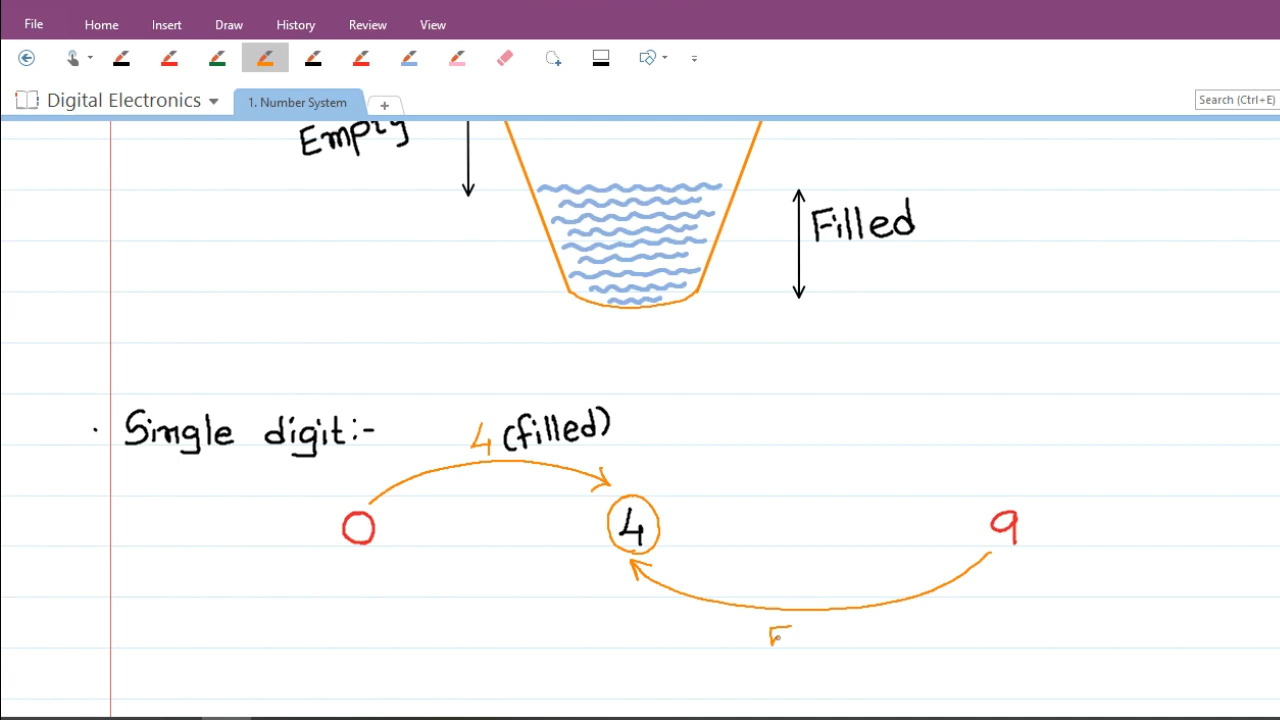 File Home Insert Draw History Review View
Digital Electronics 1. Number System Search (Ctrl+E)
Empty
Filled
Single digit:-
4 (filled)
0 4 9